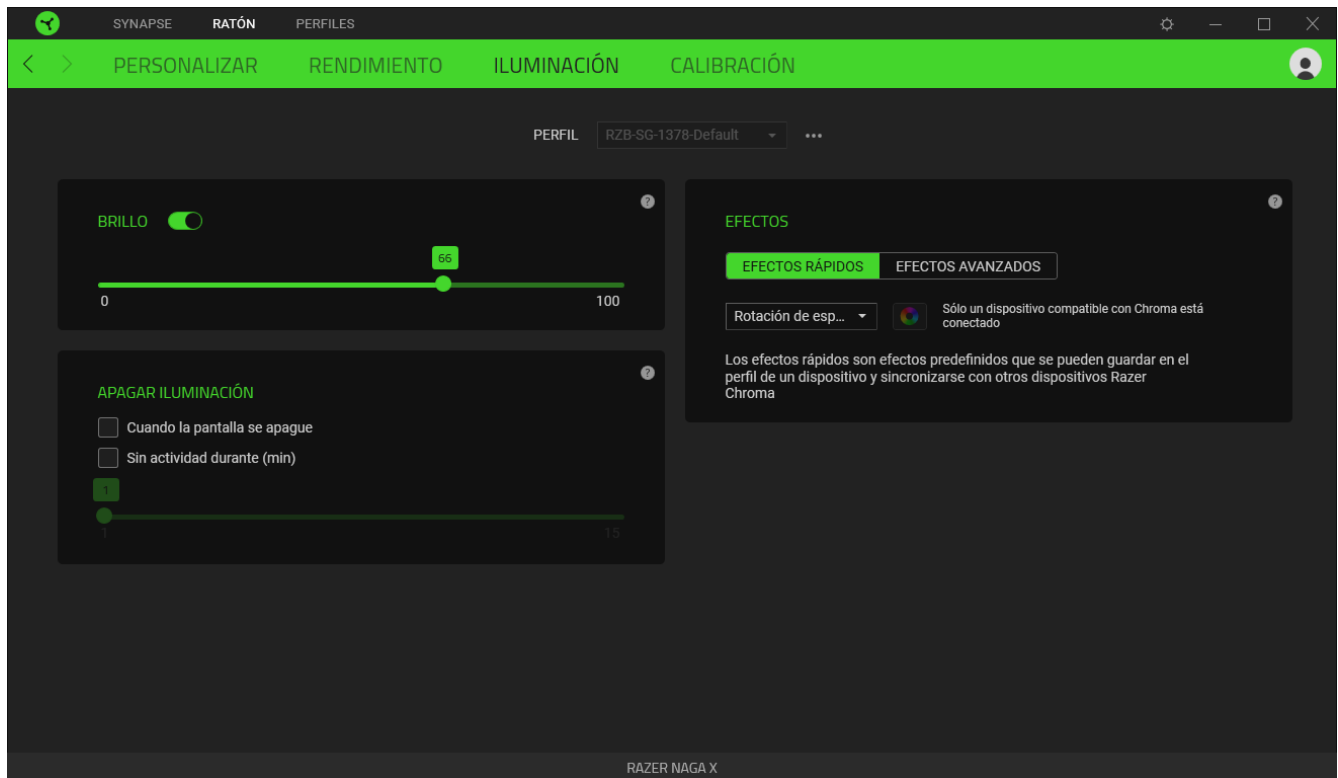 SYNAPSE RATÓN PERFILES
PERSONALIZAR RENDIMIENTO ILUMINACIÓN CALIBRACIÓN
PERFIL RZB-SG-1378-Default
BRILLO
66
0 100
APAGAR ILUMINACIÓN
Cuando la pantalla se apague
Sin actividad durante (min)
1
1 15
EFECTOS
EFECTOS RÁPIDOS EFECTOS AVANZADOS
Rotación de esp... Sólo un dispositivo compatible con Chroma está
conectado
Los efectos rápidos son efectos predefinidos que se pueden guardar en el
perfil de un dispositivo y sincronizarse con otros dispositivos Razer
Chroma
RAZER NAGA X